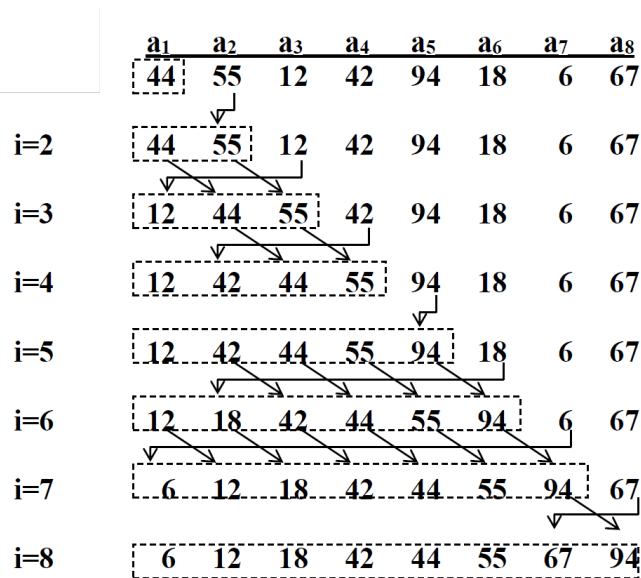 a₁ a₂ a₃ a₄ a₅ a₆ a₇ a₈
44 55 12 42 94 18 6 67
i=2 44 55 12 42 94 18 6 67
i=3 12 44 55 42 94 18 6 67
i=4 12 42 44 55 94 18 6 67
i=5 12 42 44 55 94 18 6 67
i=6 12 18 42 44 55 94 6 67
i=7 6 12 18 42 44 55 94 67
i=8 6 12 18 42 44 55 67 94